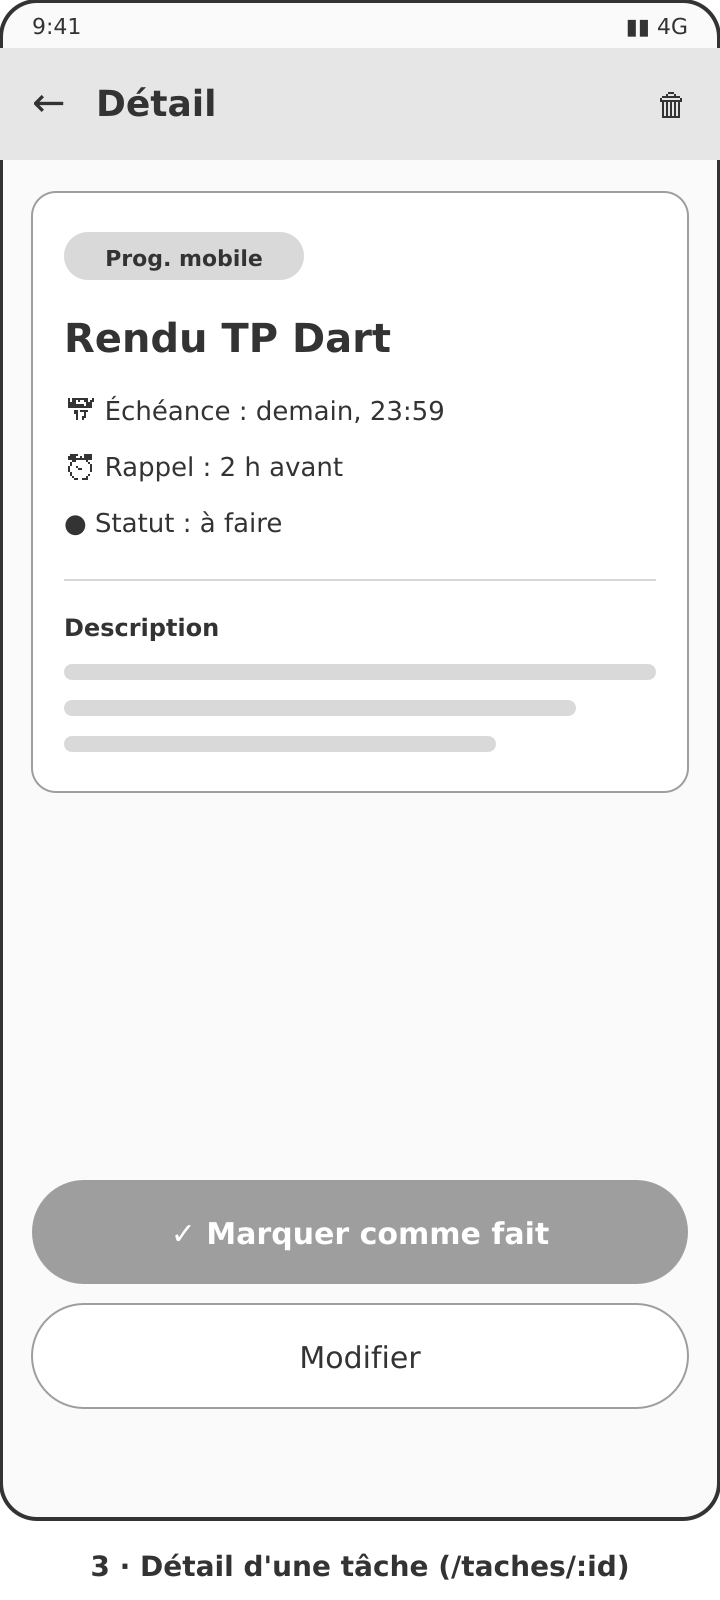 9:41 4G
← Détail
Prog. mobile
Rendu TP Dart
Échéance : demain, 23:59
Rappel : 2 h avant
● Statut : à faire
Description
✓ Marquer comme fait
Modifier
3 · Détail d'une tâche (/taches/:id)